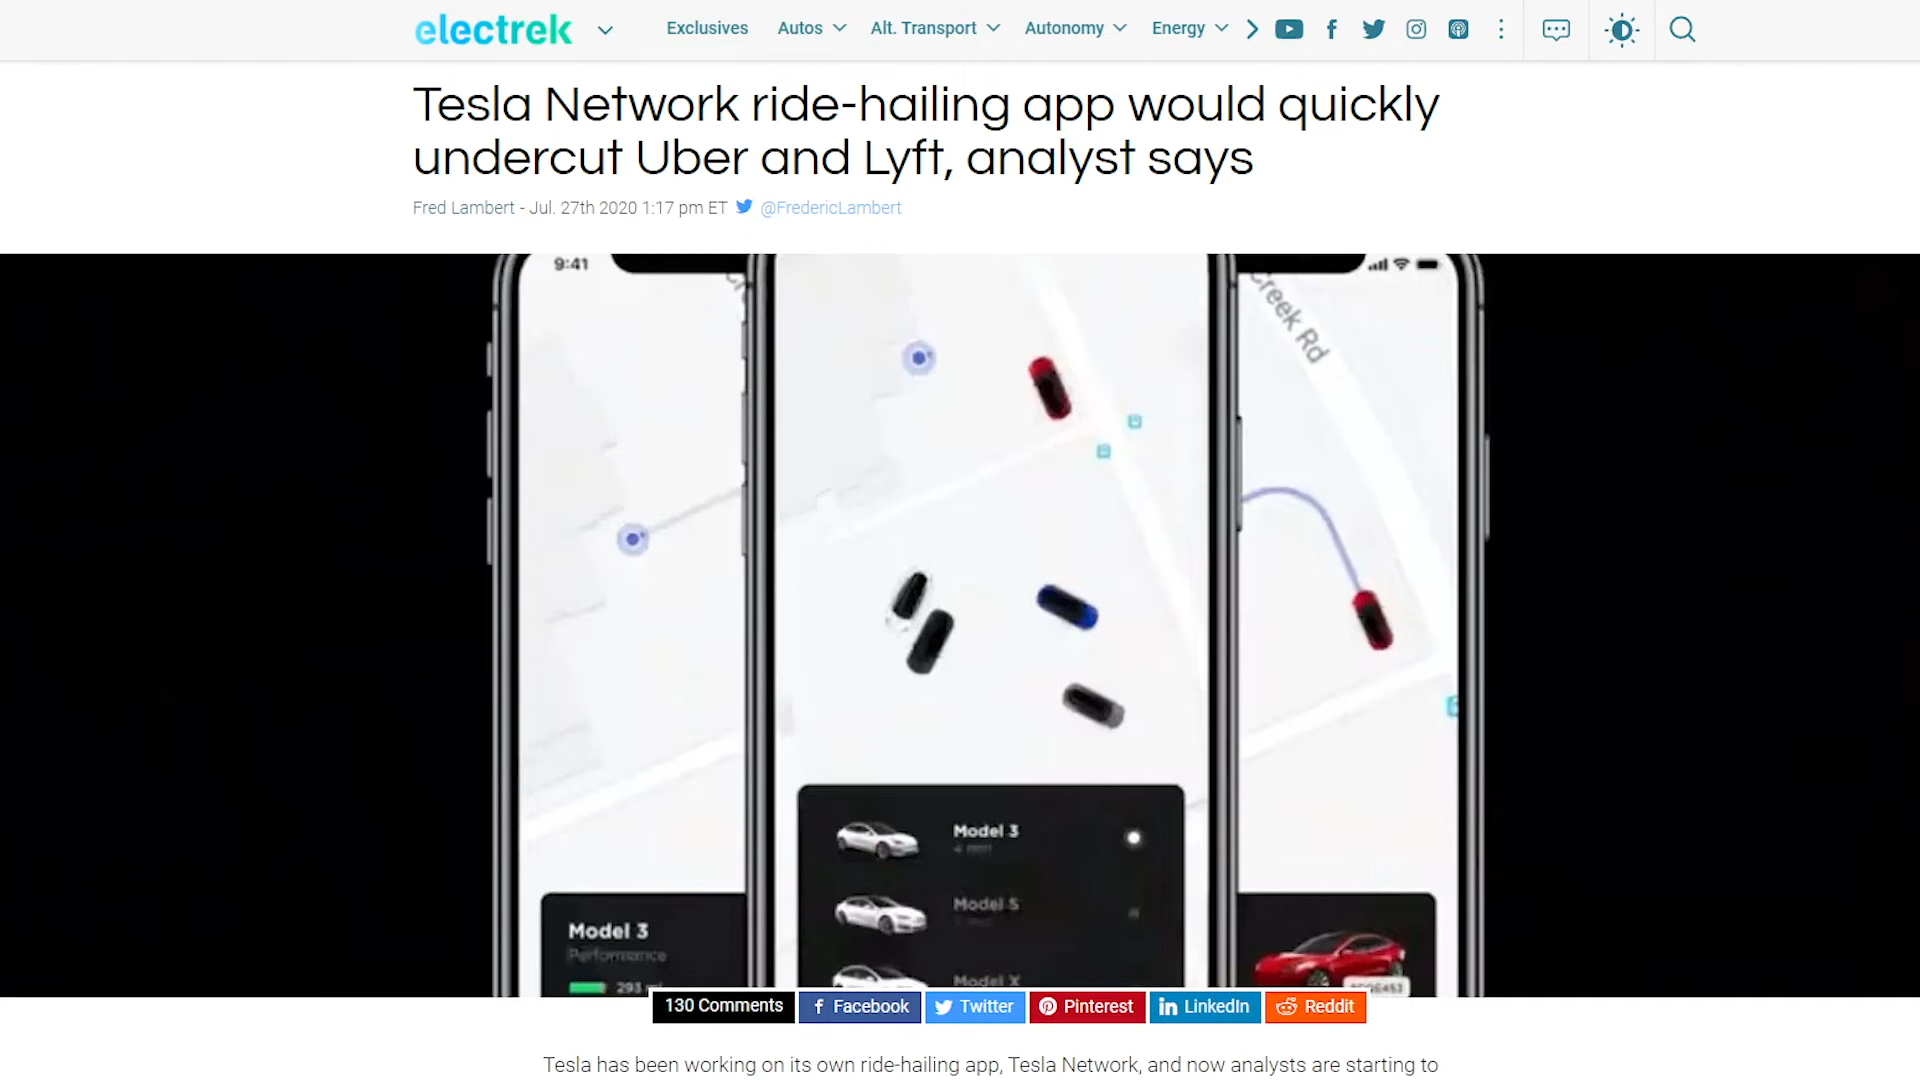 electrek
Exclusives
Autos
Alt. Transport
Autonomy
Energy
Tesla Network ride-hailing app would quickly
undercut Uber and Lyft, analyst says
Fred Lambert - Jul. 27th 2020 1:17 pm ET @FredericLambert
9:41
Creek Rd
Model 3
Model S
Model X
Model 3
Performance
293
130 Comments
Facebook
Twitter
Pinterest
LinkedIn
Reddit
Tesla has been working on its own ride-hailing app, Tesla Network, and now analysts are starting to